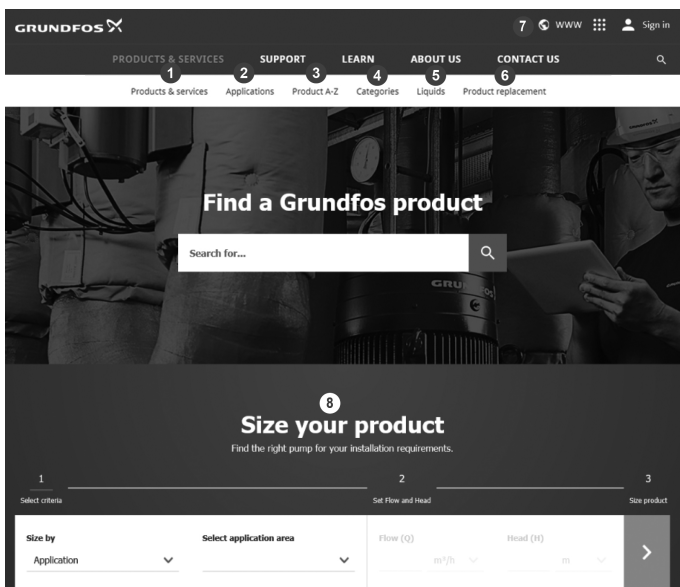 GRUNDFOS
7 WWW Sign in
PRODUCTS & SERVICES SUPPORT LEARN ABOUT US CONTACT US
1 2 3 4 5 6
Products & services Applications Product A-Z Categories Liquids Product replacement
Find a Grundfos product
Search for...
GRUNDFOS
8
Size your product
Find the right pump for your installation requirements.
1 2 3
Select criteria Set Flow and Head Size product
Size by Select application area Flow (Q) Head (H)
Application m³/h m